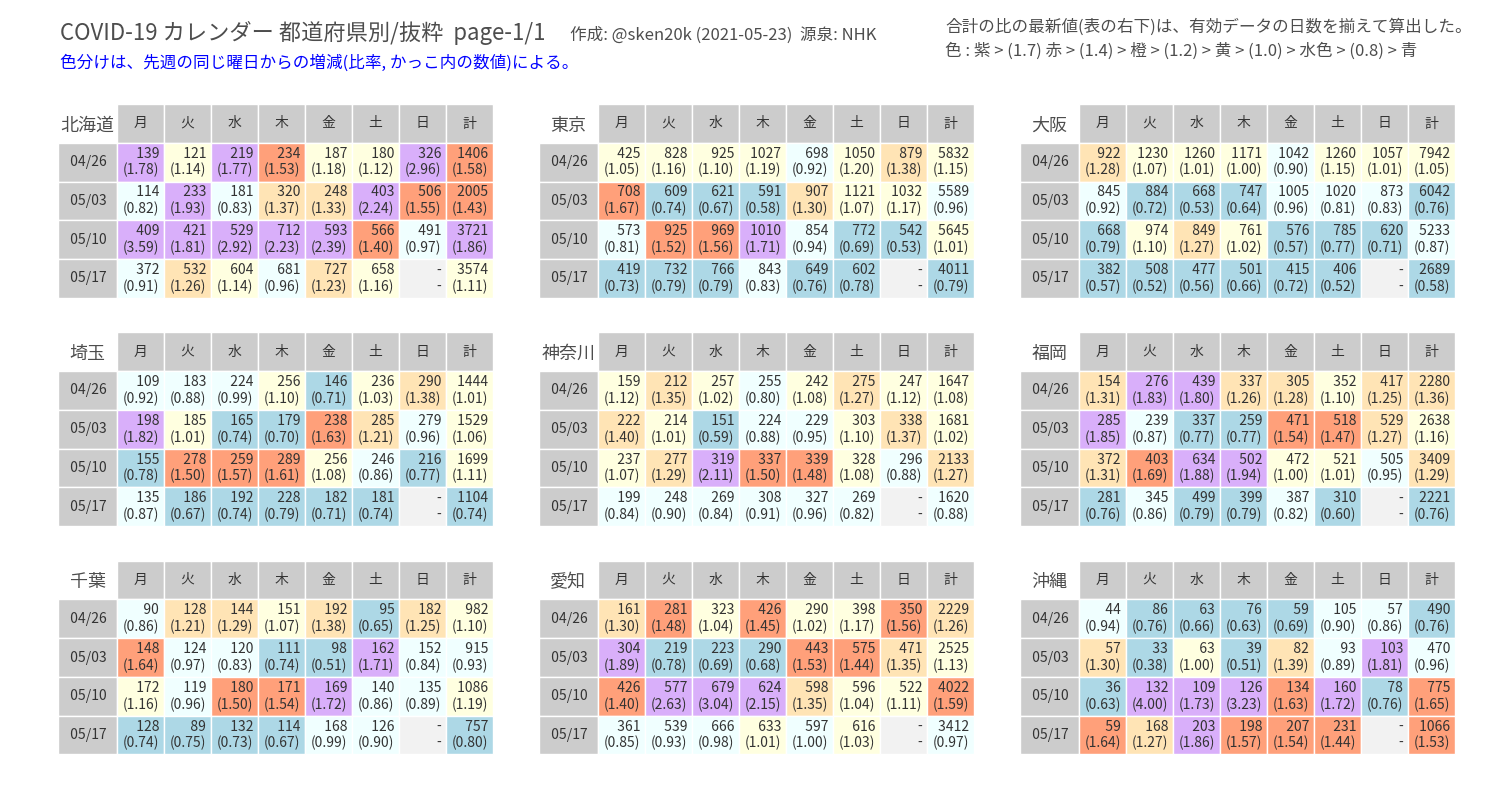 COVID-19 カレンダー 都道府県別/抜粋 page-1/1 作成: @sken20k (2021-05-23) 源泉: NHK
色分けは、先週の同じ曜日からの増減(比率, かっこ内の数値)による。
合計の比の最新値(表の右下)は、有効データの日数を揃えて算出した。
色 : 紫 > (1.7) 赤 > (1.4) > 橙 > (1.2) > 黄 > (1.0) > 水色 > (0.8) > 青
北海道 月 火 水 木 金 土 日 計
04/26 139 121 219 234 187 180 326 1406
(1.78) (1.14) (1.77) (1.53) (1.18) (1.12) (2.96) (1.58)
05/03 114 233 181 320 248 403 506 2005
(0.82) (1.93) (0.83) (1.37) (1.33) (2.24) (1.55) (1.43)
05/10 409 421 529 712 593 566 491 3721
(3.59) (1.81) (2.92) (2.23) (2.39) (1.40) (0.97) (1.86)
05/17 372 532 604 681 727 658 - 3574
(0.91) (1.26) (1.14) (0.96) (1.23) (1.16) - (1.11)
東京 月 火 水 木 金 土 日 計
04/26 425 828 925 1027 698 1050 879 5832
(1.05) (1.16) (1.10) (1.19) (0.92) (1.20) (1.38) (1.15)
05/03 708 609 621 591 907 1121 1032 5589
(1.67) (0.74) (0.67) (0.58) (1.30) (1.07) (1.17) (0.96)
05/10 573 925 969 1010 854 772 542 5645
(0.81) (1.52) (1.56) (1.71) (0.94) (0.69) (0.53) (1.01)
05/17 419 732 766 843 649 602 - 4011
(0.73) (0.79) (0.79) (0.83) (0.76) (0.78) - (0.79)
大阪 月 火 水 木 金 土 日 計
04/26 922 1230 1260 1171 1042 1260 1057 7942
(1.28) (1.07) (1.01) (1.00) (0.90) (1.15) (1.01) (1.05)
05/03 845 884 668 747 1005 1020 873 6042
(0.92) (0.72) (0.53) (0.64) (0.96) (0.81) (0.83) (0.76)
05/10 668 974 849 761 576 785 620 5233
(0.79) (1.10) (1.27) (1.02) (0.57) (0.77) (0.71) (0.87)
05/17 382 508 477 501 415 406 - 2689
(0.57) (0.52) (0.56) (0.66) (0.72) (0.52) - (0.58)
埼玉 月 火 水 木 金 土 日 計
04/26 109 183 224 256 146 236 290 1444
(0.92) (0.88) (0.99) (1.10) (0.71) (1.03) (1.38) (1.01)
05/03 198 185 165 179 238 285 279 1529
(1.82) (1.01) (0.74) (0.70) (1.63) (1.21) (0.96) (1.06)
05/10 155 278 259 289 256 246 216 1699
(0.78) (1.50) (1.57) (1.61) (1.08) (0.86) (0.77) (1.11)
05/17 135 186 192 228 182 181 - 1104
(0.87) (0.67) (0.74) (0.79) (0.71) (0.74) - (0.74)
神奈川 月 火 水 木 金 土 日 計
04/26 159 212 257 255 242 275 247 1647
(1.12) (1.35) (1.02) (0.80) (1.08) (1.27) (1.12) (1.08)
05/03 222 214 151 224 229 303 338 1681
(1.40) (1.01) (0.59) (0.88) (0.95) (1.10) (1.37) (1.02)
05/10 237 277 319 337 339 328 296 2133
(1.07) (1.29) (2.11) (1.50) (1.48) (1.08) (0.88) (1.27)
05/17 199 248 269 308 327 269 - 1620
(0.84) (0.90) (0.84) (0.91) (0.96) (0.82) - (0.88)
福岡 月 火 水 木 金 土 日 計
04/26 154 276 439 337 305 352 417 2280
(1.31) (1.83) (1.80) (1.26) (1.28) (1.10) (1.25) (1.36)
05/03 285 239 337 259 471 518 529 2638
(1.85) (0.87) (0.77) (0.77) (1.54) (1.47) (1.27) (1.16)
05/10 372 403 634 502 472 521 505 3409
(1.31) (1.69) (1.88) (1.94) (1.00) (1.01) (0.95) (1.29)
05/17 281 345 499 399 387 310 - 2221
(0.76) (0.86) (0.79) (0.79) (0.82) (0.60) - (0.76)
千葉 月 火 水 木 金 土 日 計
04/26 90 128 144 151 192 95 182 982
(0.86) (1.21) (1.29) (1.07) (1.38) (0.65) (1.25) (1.10)
05/03 148 124 120 111 98 162 152 915
(1.64) (0.97) (0.83) (0.74) (0.51) (1.71) (0.84) (0.93)
05/10 172 119 180 171 169 140 135 1086
(1.16) (0.96) (1.50) (1.54) (1.72) (0.86) (0.89) (1.19)
05/17 128 89 132 114 168 126 - 757
(0.74) (0.75) (0.73) (0.67) (0.99) (0.90) - (0.80)
愛知 月 火 水 木 金 土 日 計
04/26 161 281 323 426 290 398 350 2229
(1.30) (1.48) (1.04) (1.45) (1.02) (1.17) (1.56) (1.26)
05/03 304 219 223 290 443 575 471 2525
(1.89) (0.78) (0.69) (0.68) (1.53) (1.44) (1.35) (1.13)
05/10 426 577 679 624 598 596 522 4022
(1.40) (2.63) (3.04) (2.15) (1.35) (1.04) (1.11) (1.59)
05/17 361 539 666 633 597 616 - 3412
(0.85) (0.93) (0.98) (1.01) (1.00) (1.03) - (0.97)
沖縄 月 火 水 木 金 土 日 計
04/26 44 86 63 76 59 105 57 490
(0.94) (0.76) (0.66) (0.63) (0.69) (0.90) (0.86) (0.76)
05/03 57 33 63 39 82 93 103 470
(1.30) (0.38) (1.00) (0.51) (1.39) (0.89) (1.81) (0.96)
05/10 36 132 109 126 134 160 78 775
(0.63) (4.00) (1.73) (3.23) (1.63) (1.72) (0.76) (1.65)
05/17 59 168 203 198 207 231 - 1066
(1.64) (1.27) (1.86) (1.57) (1.54) (1.44) - (1.53)